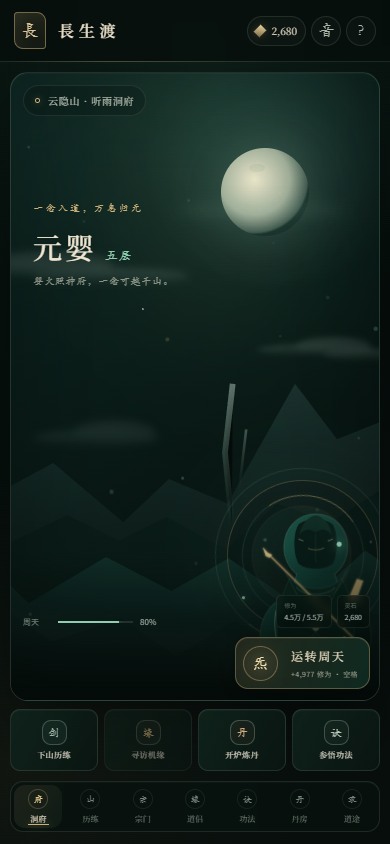 長 長生渡 2,680 音 ?
云隐山 · 听雨洞府
一念入道，万炁归元
元婴 五层
婴火照神府，一念可越千山。
修为 灵石
4.5万 / 5.5万 2,680
周天 80%
炁 运转周天
+4,977 修为 · 空格
剑 缘 丹 诀
下山历练 寻访机缘 开炉炼丹 参悟功法
府 山 缘 诀 丹
洞府 历练 宗门 道侣 功法 丹房 道途